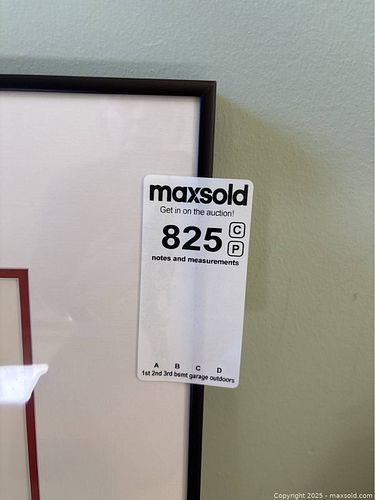 maxsold
Get in on the auction!
825 C
P
notes and measurements
A B C D
1st 2nd 3rd bsmt garage outdoors
Copyright 2025 - maxsold.com